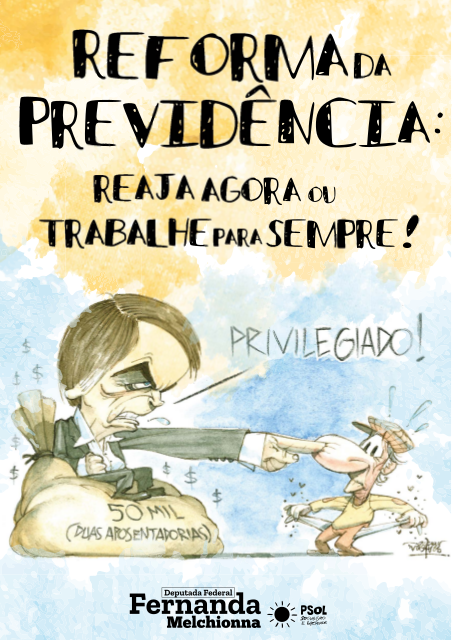 REFORMA DA
PREVIDÊNCIA:
REAJA AGORA OU
TRABALHE PARA SEMPRE!
PRIVILEGIADO!
50 MIL
(DUAS APOSENTADORIAS)
Deputada Federal
Fernanda
Melchionna
PSOL